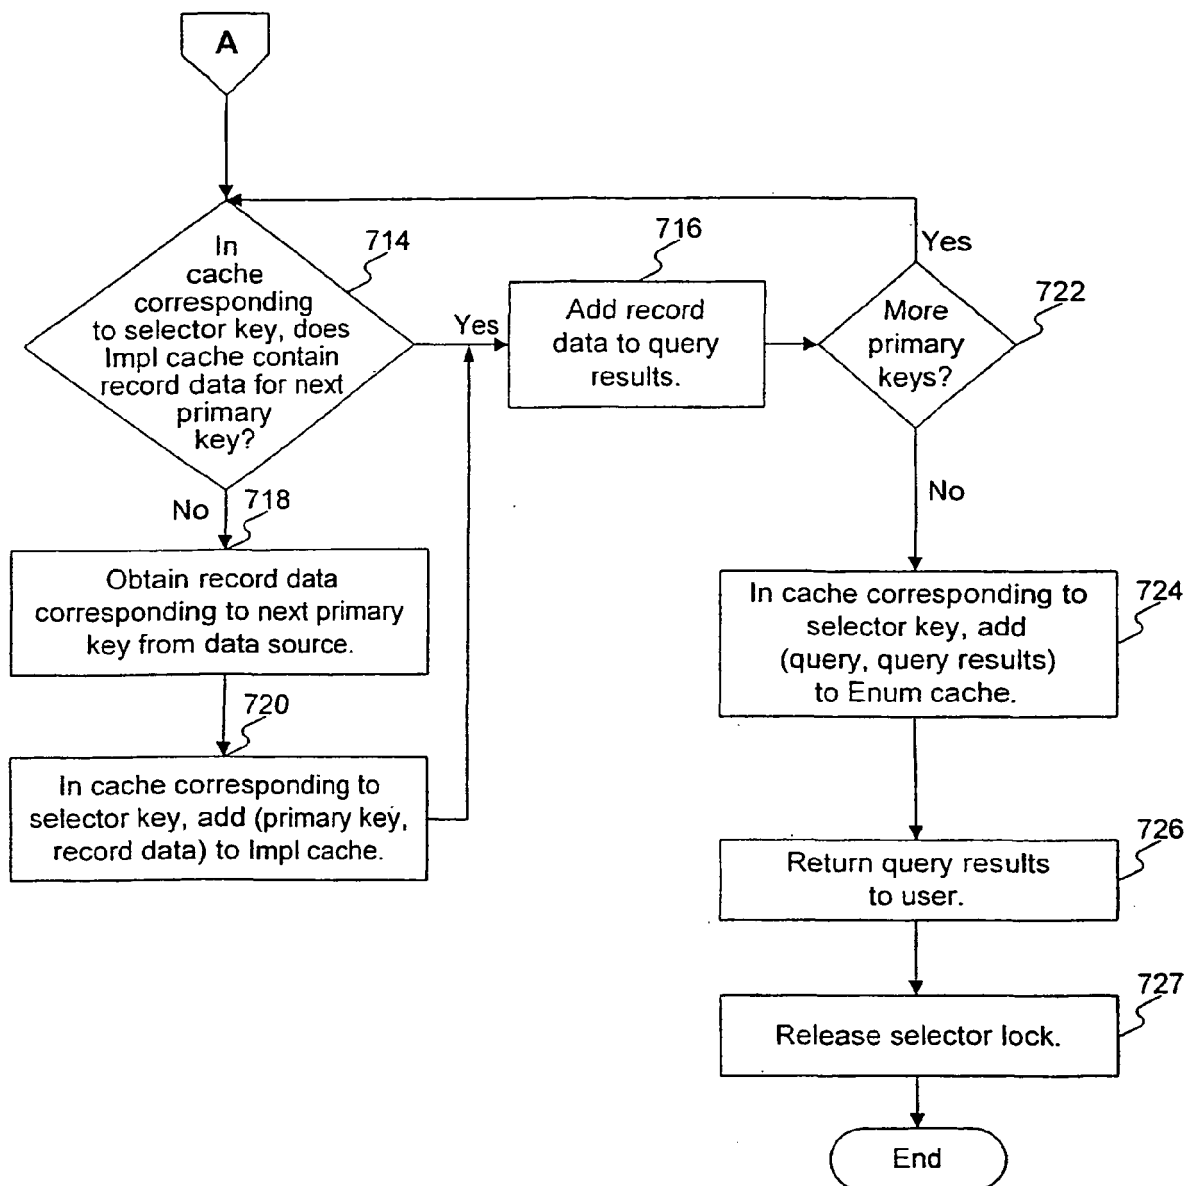 A
In
cache
corresponding
to selector key, does
Impl cache contain
record data for next
primary
key?
714
Yes
716
Add record
data to query
results.
Yes
More
primary
keys?
722
No
718
Obtain record data
corresponding to next primary
key from data source.
720
In cache corresponding to
selector key, add (primary key,
record data) to Impl cache.
No
724
In cache corresponding to
selector key, add
(query, query results)
to Enum cache.
726
Return query results
to user.
727
Release selector lock.
End